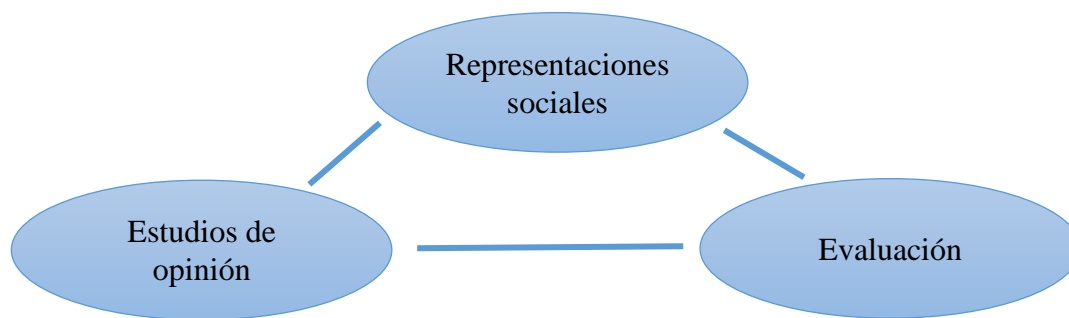 Representaciones
sociales
Estudios de
opinión
Evaluación